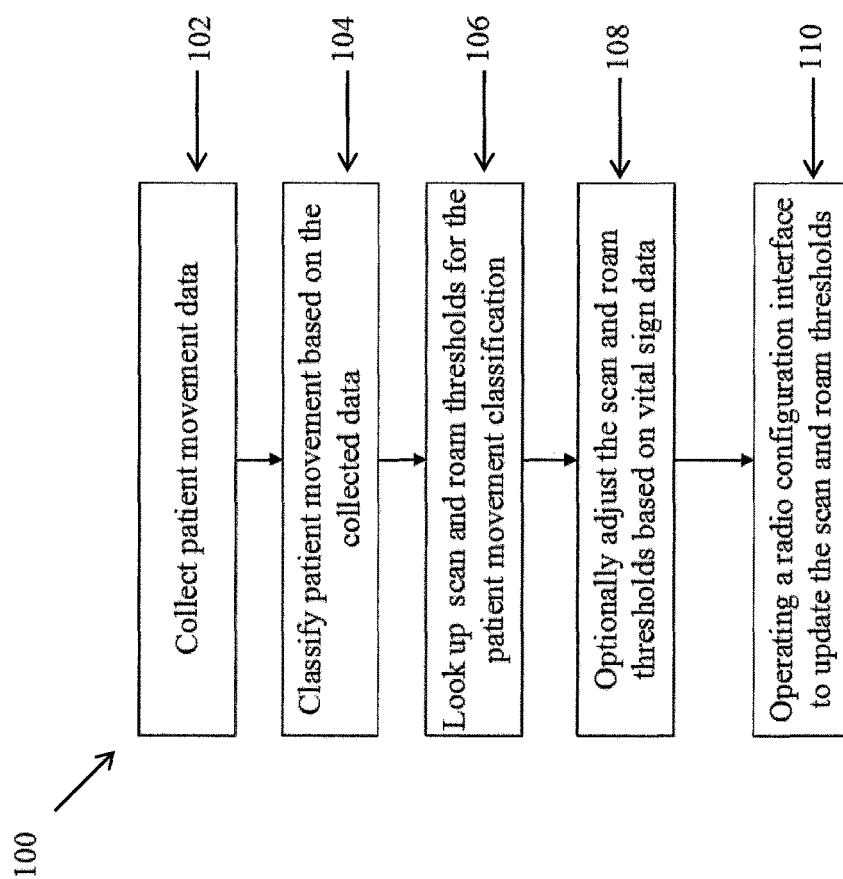 100
Collect patient movement data
102
Classify patient movement based on the
collected data
104
Look up scan and roam thresholds for the
patient movement classification
106
Optionally adjust the scan and roam
thresholds based on vital sign data
108
Operating a radio configuration interface
to update the scan and roam thresholds
110